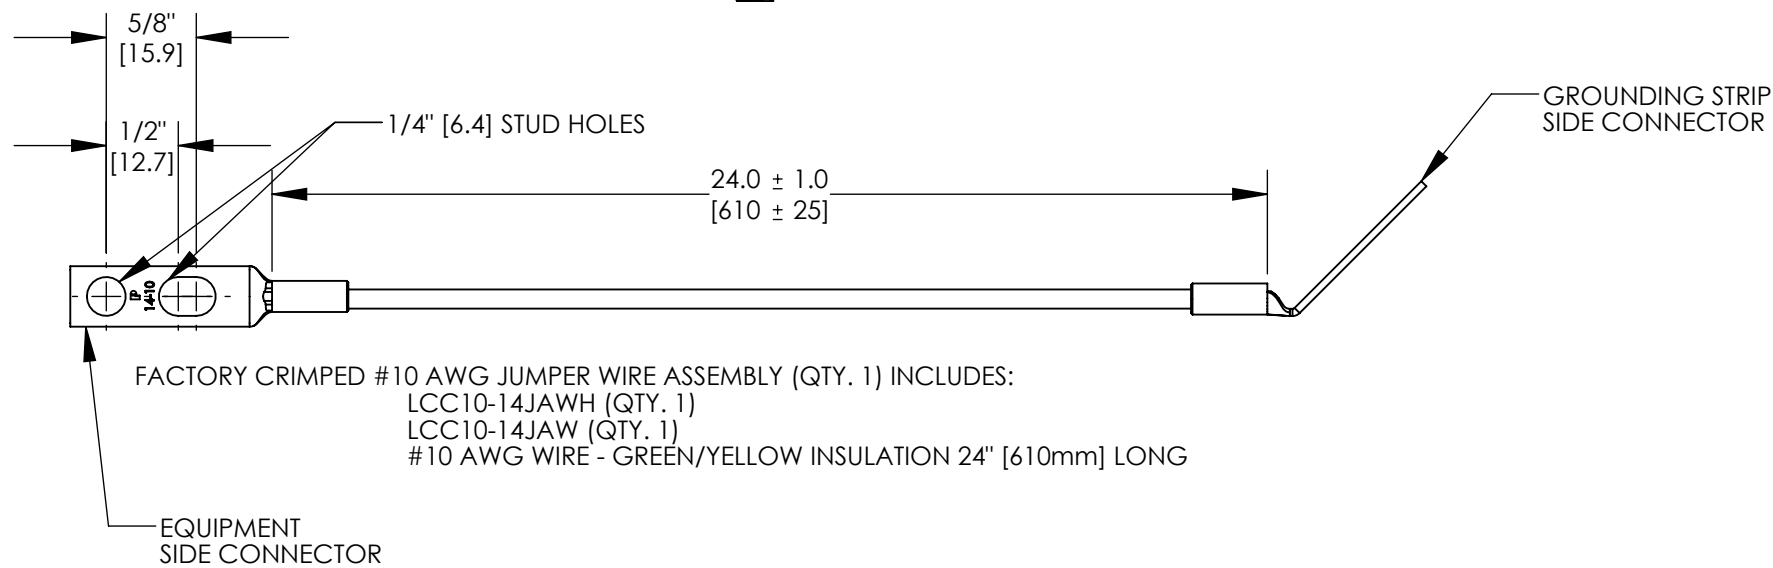 5/8"
[15.9]
1/2"
[12.7]
1/4" [6.4] STUD HOLES
24.0 ± 1.0
[610 ± 25]
GROUNDING STRIP
SIDE CONNECTOR
14-10
FACTORY CRIMPED #10 AWG JUMPER WIRE ASSEMBLY (QTY. 1) INCLUDES:
LCC10-14JAWH (QTY. 1)
LCC10-14JAW (QTY. 1)
#10 AWG WIRE - GREEN/YELLOW INSULATION 24" [610mm] LONG
EQUIPMENT
SIDE CONNECTOR